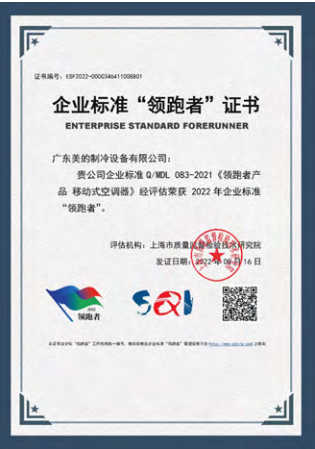 证书编号：ESF2022-0000346411008801
企业标准“领跑者”证书
ENTERPRISE STANDARD FORERUNNER
广东美的制冷设备有限公司：
贵公司企业标准 Q/MDL 083-2021《领跑者产
品 移动式空调器》经评估荣获 2022 年企业标准
“领跑者”。
评估机构：上海市质量监督检验技术研究院
发证日期：2022 年 08 月 16 日
领跑者
SQI